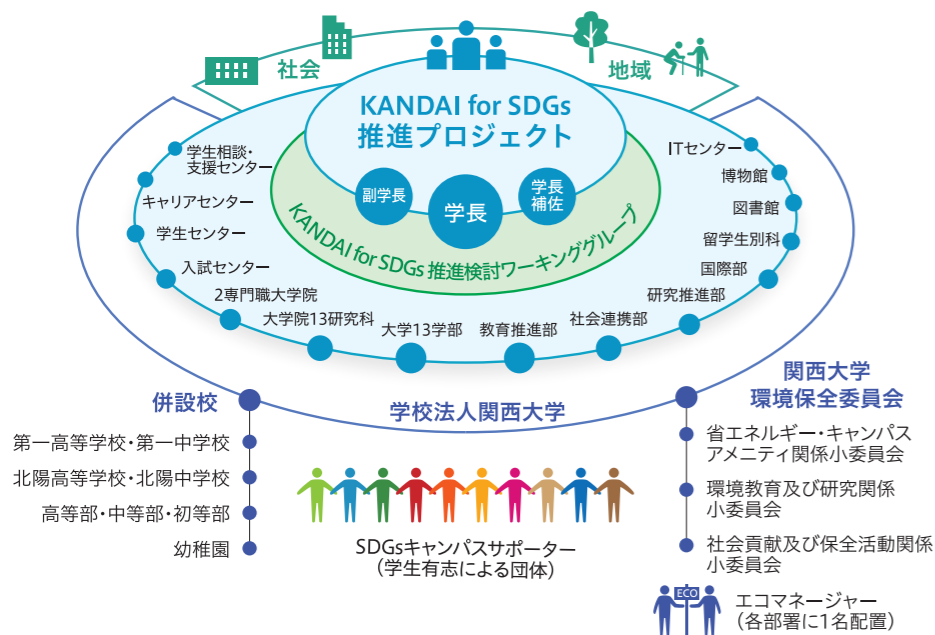 社会
地域
KANDAI for SDGs
推進プロジェクト
副学長
学長
学長
補佐
KANDAI for SDGs 推進検討ワーキンググループ
学生相談・
支援センター
キャリアセンター
学生センター
入試センター
2専門職大学院
大学院13研究科
大学13学部
教育推進部
社会連携部
研究推進部
国際部
留学生別科
図書館
博物館
ITセンター
学校法人関西大学
併設校
第一高等学校・第一中学校
北陽高等学校・北陽中学校
高等部・中等部・初等部
幼稚園
SDGsキャンパスサポーター
(学生有志による団体)
関西大学
環境保全委員会
省エネルギー・キャンパス
アメニティ関係小委員会
環境教育及び研究関係
小委員会
社会貢献及び保全活動関係
小委員会
ECO
エコマネージャー
(各部署に1名配置)